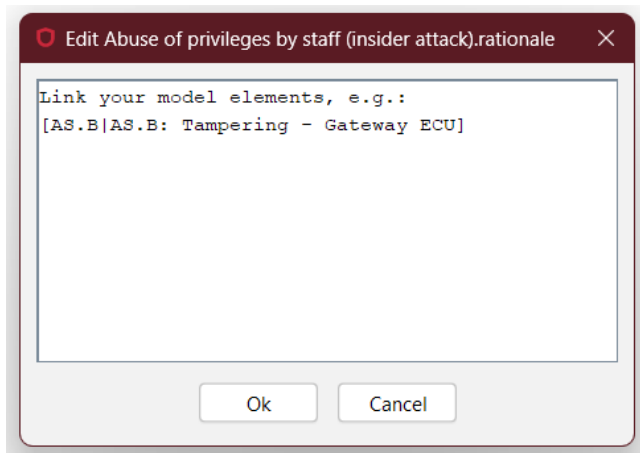 Edit Abuse of privileges by staff (insider attack).rationale
Link your model elements, e.g.:
[AS.B|AS.B: Tampering - Gateway ECU]
Ok
Cancel